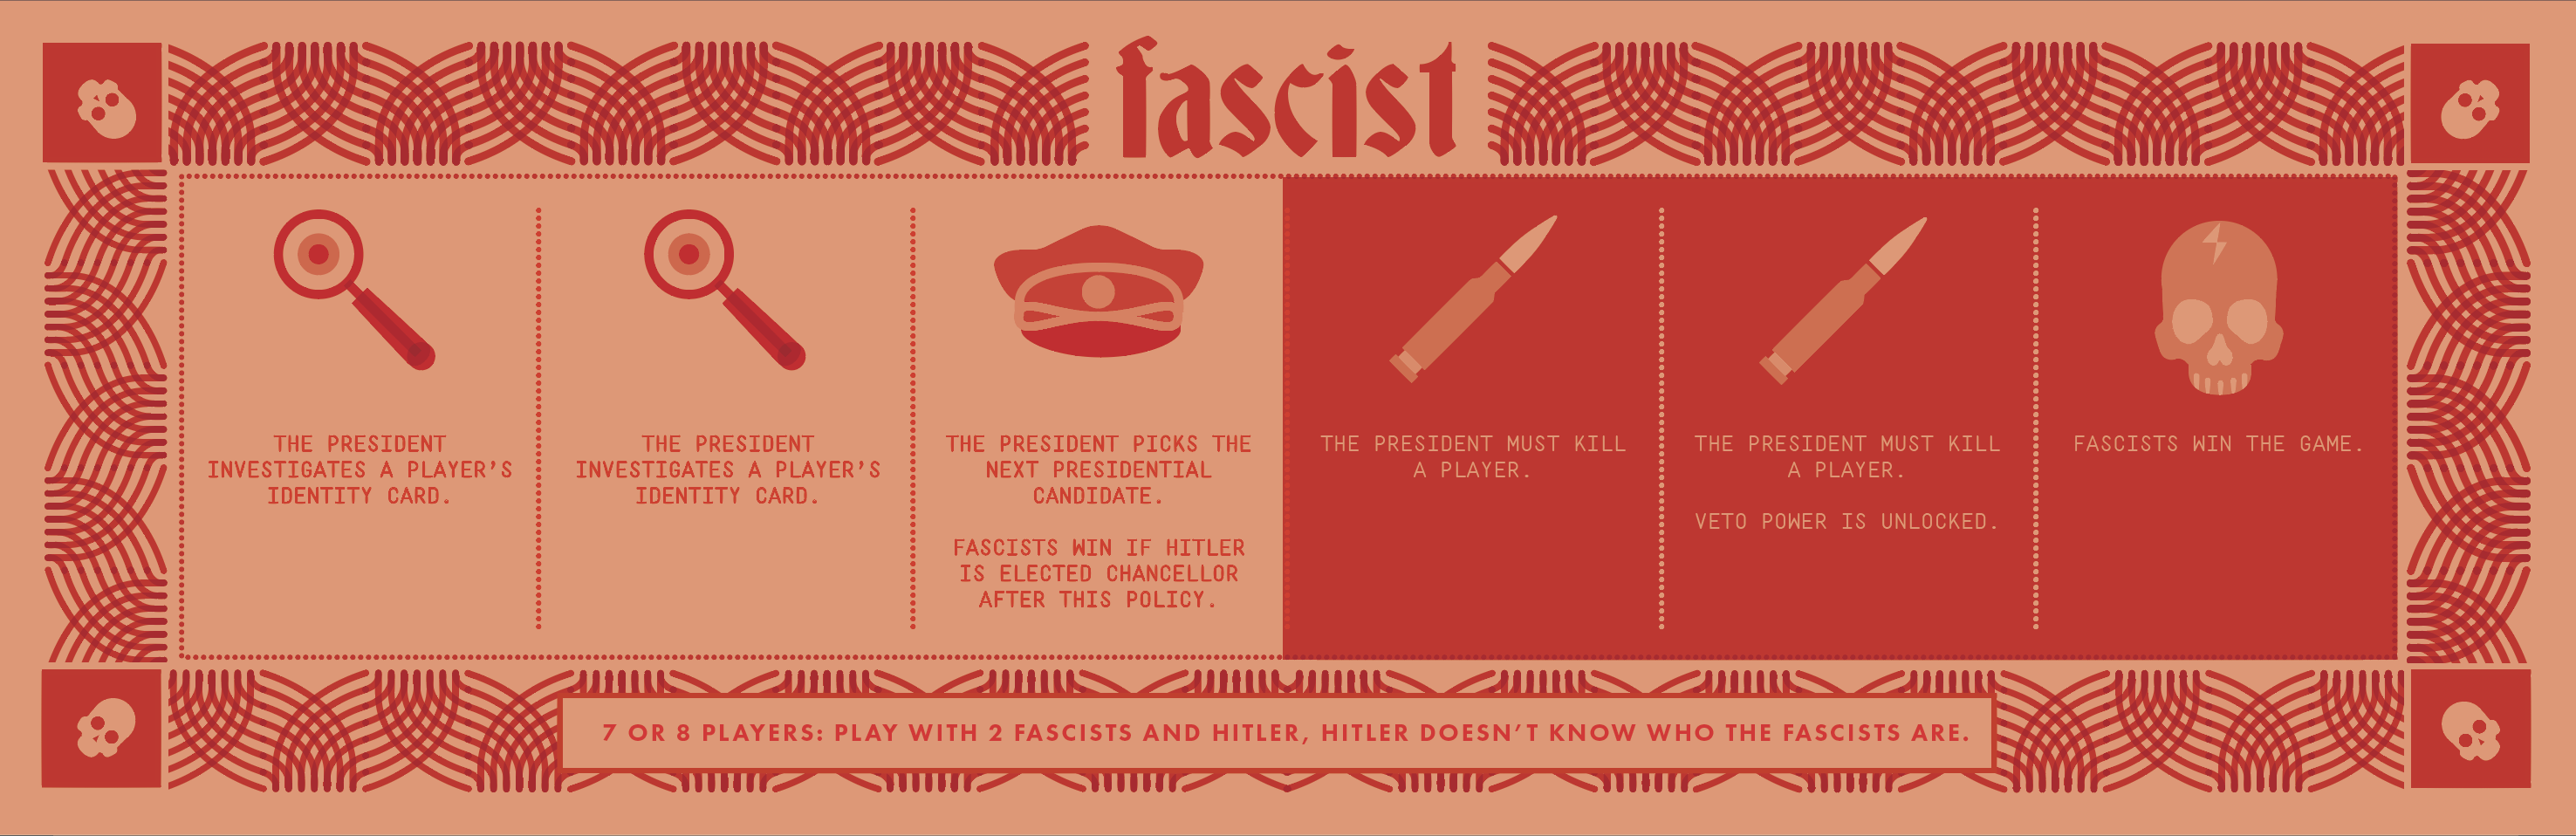 fascist
THE PRESIDENT
INVESTIGATES A PLAYER’S
IDENTITY CARD.
THE PRESIDENT
INVESTIGATES A PLAYER’S
IDENTITY CARD.
THE PRESIDENT PICKS THE
NEXT PRESIDENTIAL
CANDIDATE.
FASCISTS WIN IF HITLER
IS ELECTED CHANCELLOR
AFTER THIS POLICY.
THE PRESIDENT MUST KILL
A PLAYER.
THE PRESIDENT MUST KILL
A PLAYER.
VETO POWER IS UNLOCKED.
FASCISTS WIN THE GAME.
7 OR 8 PLAYERS: PLAY WITH 2 FASCISTS AND HITLER, HITLER DOESN’T KNOW WHO THE FASCISTS ARE.